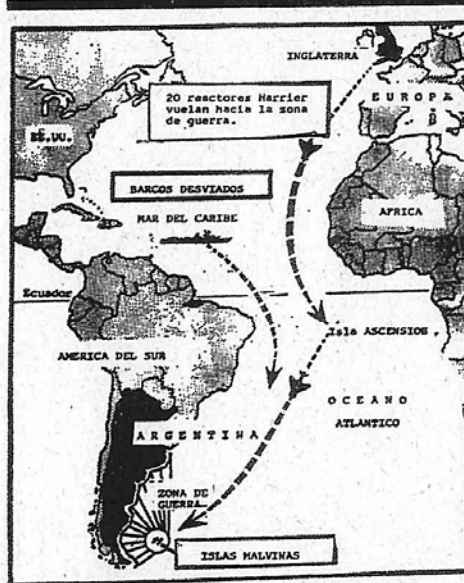 INGLATERRA
20 reactores Harrier
vuelan hacia la zona
de guerra.
EUROPA
EE.UU.
BARCOS DESVIADOS
MAR DEL CARIBE
AFRICA
Ecuador
Isla ASCENSION
AMERICA DEL SUR
OCEANO
ATLANTICO
ARGENTINA
ZONA DE
GUERRA
ISLAS MALVINAS